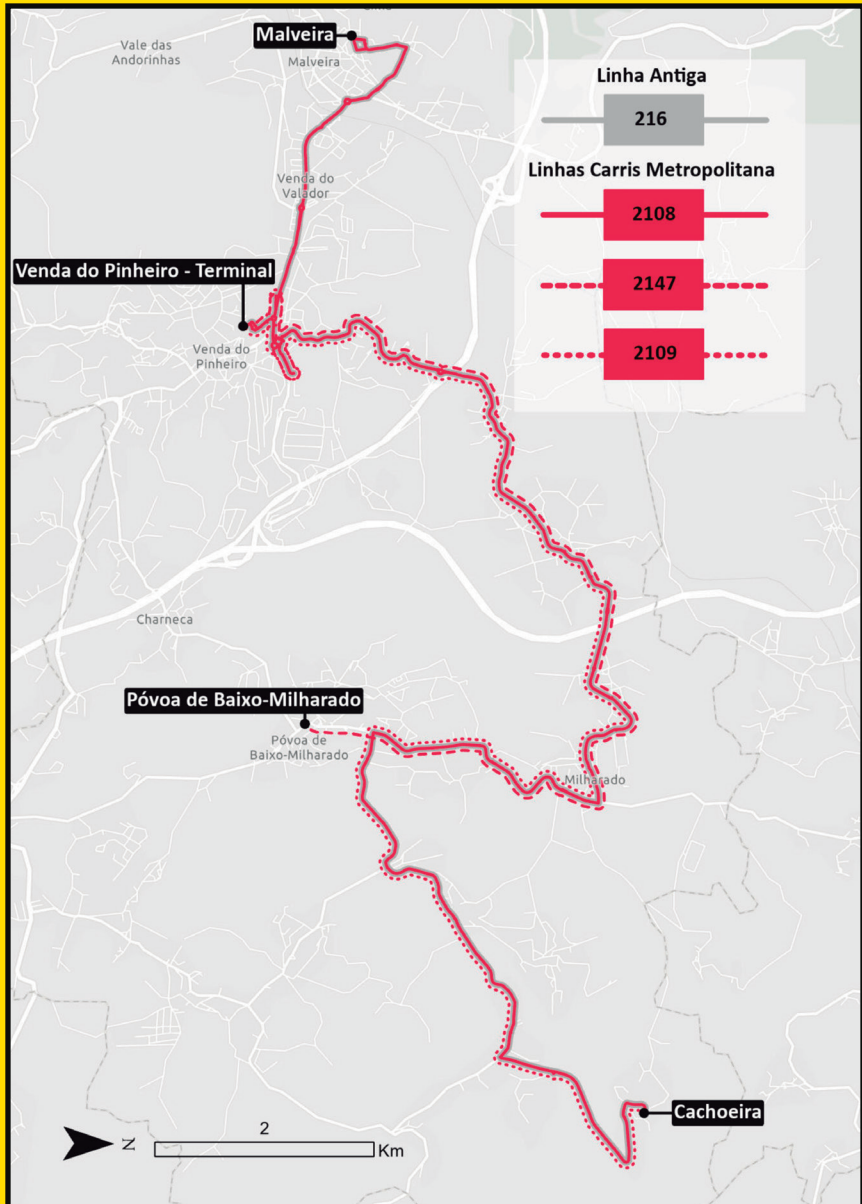 Malveira
Vale das
Andorinhas
Malveira
Linha Antiga
216
Linhas Carris Metropolitana
2108
2147
2109
Venda do
Valador
Venda do Pinheiro - Terminal
Venda do
Pinheiro
Charneca
Póvoa de Baixo-Milharado
Póvoa de
Baixo-Milharado
Milharado
Cachoeira
N
2
Km